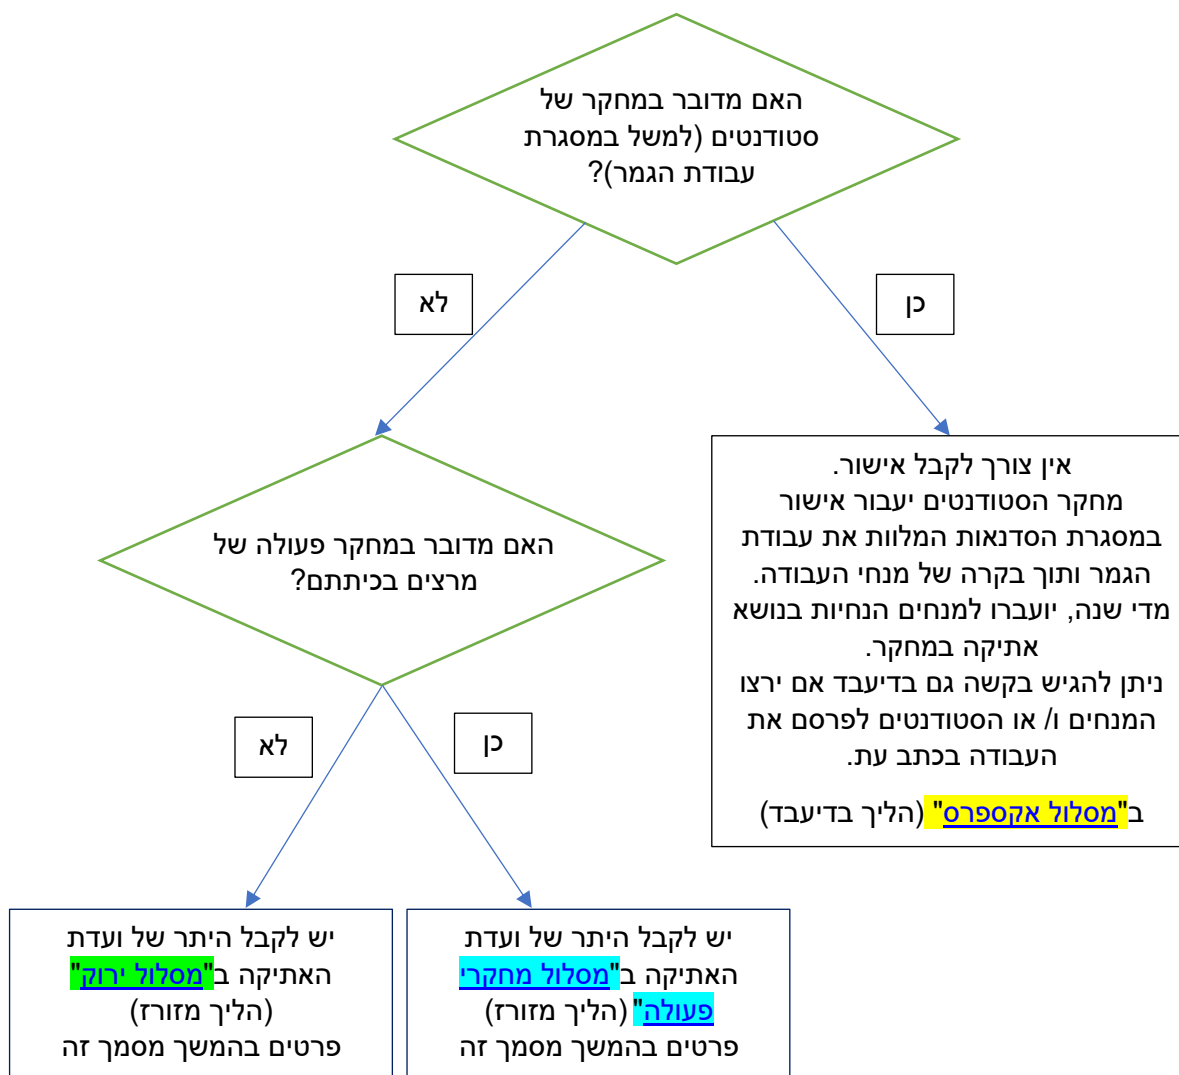 האם מדובר במחקר של
סטודנטים (למשל במסגרת
עבודת הגמר)?
כן
לא
אין צורך לקבל אישור.
מחקר הסטודנטים יעבור אישור
במסגרת הסדנאות המלוות את עבודת
הגמר ותוך בקרה של מנחי העבודה.
מדי שנה, יועברו למנחים הנחיות בנושא
אתיקה במחקר.
ניתן להגיש בקשה גם בדיעבד אם ירצו
המנחים ו/ או הסטודנטים לפרסם את
העבודה בכתב עת.
ב"מסלול אקספרס" (הליך בדיעבד)
האם מדובר במחקר פעולה של
מרצים בכיתתם?
כן
לא
יש לקבל היתר של ועדת
האתיקה ב"מסלול מחקרי
פעולה" (הליך מזורז)
פרטים בהמשך מסמך זה
יש לקבל היתר של ועדת
האתיקה ב"מסלול ירוק"
(הליך מזורז)
פרטים בהמשך מסמך זה